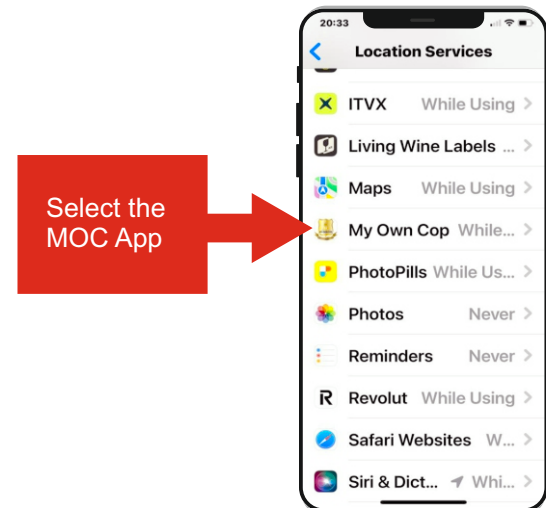 Select the
MOC App
20:33
Location Services
ITVX While Using
Living Wine Labels ...
Maps While Using
My Own Cop While...
PhotoPills While Us...
Photos Never
Reminders Never
Revolut While Using
Safari Websites W...
Siri & Dict... Whi...